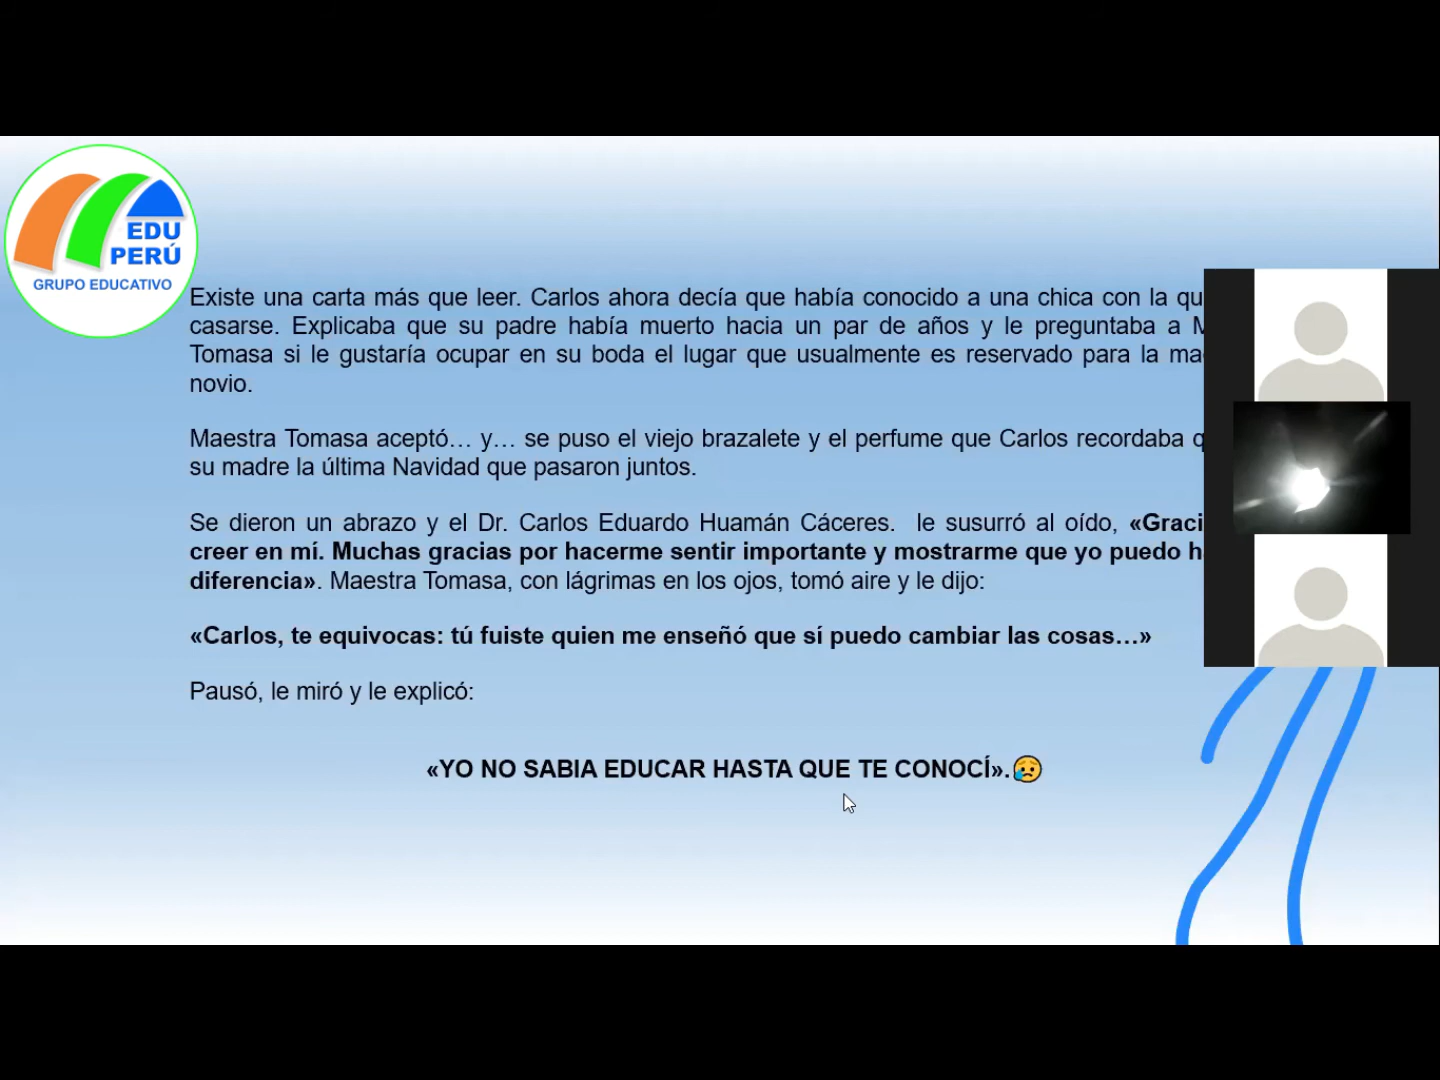 EDU
PERÚ
GRUPO EDUCATIVO
Existe una carta más que leer. Carlos ahora decía que había conocido a una chica con la
casarse. Explicaba que su padre había muerto hacia un par de años y le preguntaba a
Tomasa si le gustaría ocupar en su boda el lugar que usualmente es reservado para la
novio.
Maestra Tomasa aceptó… y… se puso el viejo brazalete y el perfume que Carlos recordaba
su madre la última Navidad que pasaron juntos.
Se dieron un abrazo y el Dr. Carlos Eduardo Huamán Cáceres. le susurró al oído,
creer en mí. Muchas gracias por hacerme sentir importante y mostrarme que yo puedo
diferencia». Maestra Tomasa, con lágrimas en los ojos, tomó aire y le dijo:
«Carlos, te equivocas: tú fuiste quien me enseñó que sí puedo cambiar las cosas…»
Pausó, le miró y le explicó:
«YO NO SABIA EDUCAR HASTA QUE TE CONOCÍ».😥